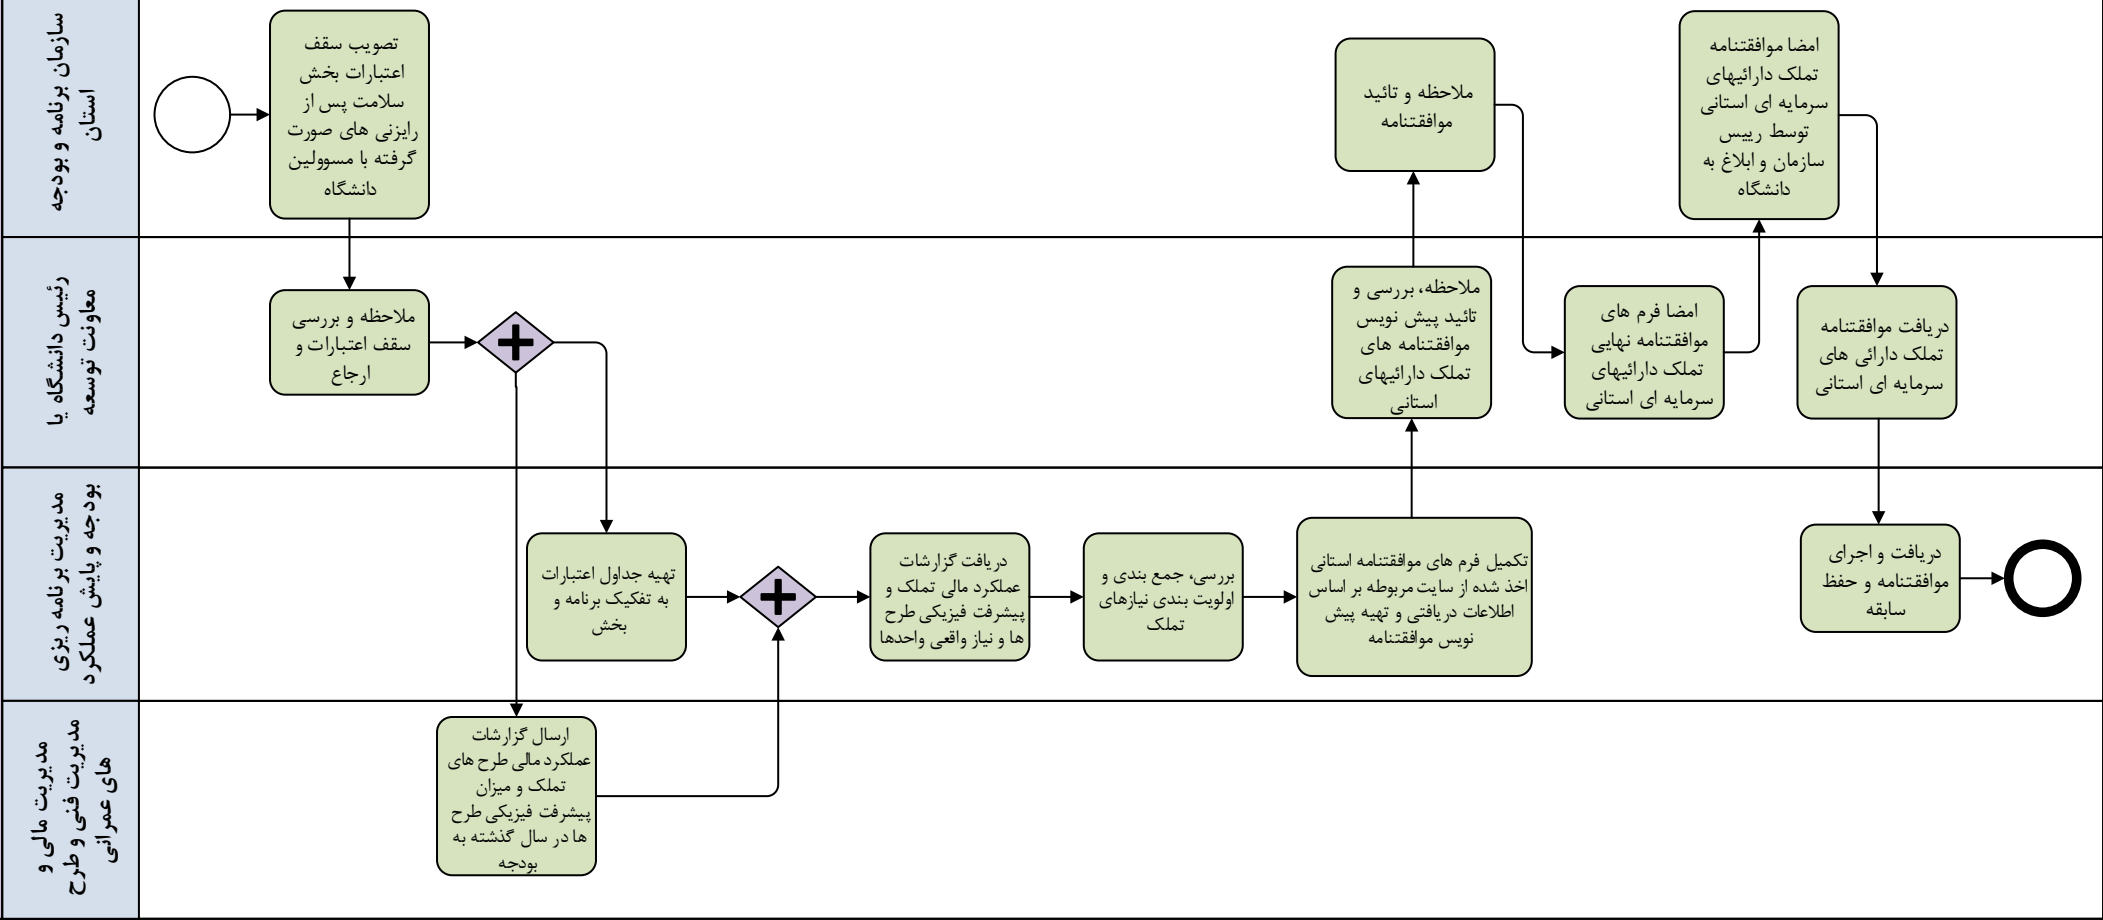 سازمان برنامه و بودجه
استان
تصویب سقف
اعتبارات بخش
سلامت پس از
رایزنی های صورت
گرفته با مسوولین
دانشگاه
ملاحظه و تائید
موافقتنامه
امضا موافقتنامه
تملک دارائیهای
سرمایه ای استانی
توسط رییس
سازمان و ابلاغ به
دانشگاه
رئیس دانشگاه یا
معاونت توسعه
ملاحظه و بررسی
سقف اعتبارات و
ارجاع
ملاحظه، بررسی و
تائید پیش نویس
موافقتنامه های
تملک دارائیهای
استانی
امضا فرم های
موافقتنامه نهایی
تملک دارائیهای
سرمایه ای استانی
دریافت موافقتنامه
تملک دارائی های
سرمایه ای استانی
مدیریت برنامه ریزی
بودجه و پایش عملکرد
تهیه جداول اعتبارات
به تفکیک برنامه و
بخش
دریافت گزارشات
عملکرد مالی تملک و
پیشرفت فیزیکی طرح
ها و نیاز واقعی واحدها
بررسی، جمع بندی و
اولویت بندی نیازهای
تملک
تکمیل فرم های موافقتنامه استانی
اخذ شده از سایت مربوطه بر اساس
اطلاعات دریافتی و تهیه پیش
نویس موافقتنامه
دریافت و اجرای
موافقتنامه و حفظ
سابقه
مدیریت مالی و
مدیریت فنی و طرح
های عمرانی
ارسال گزارشات
عملکرد مالی طرح های
تملک و میزان
پیشرفت فیزیکی طرح
ها در سال گذشته به
بودجه